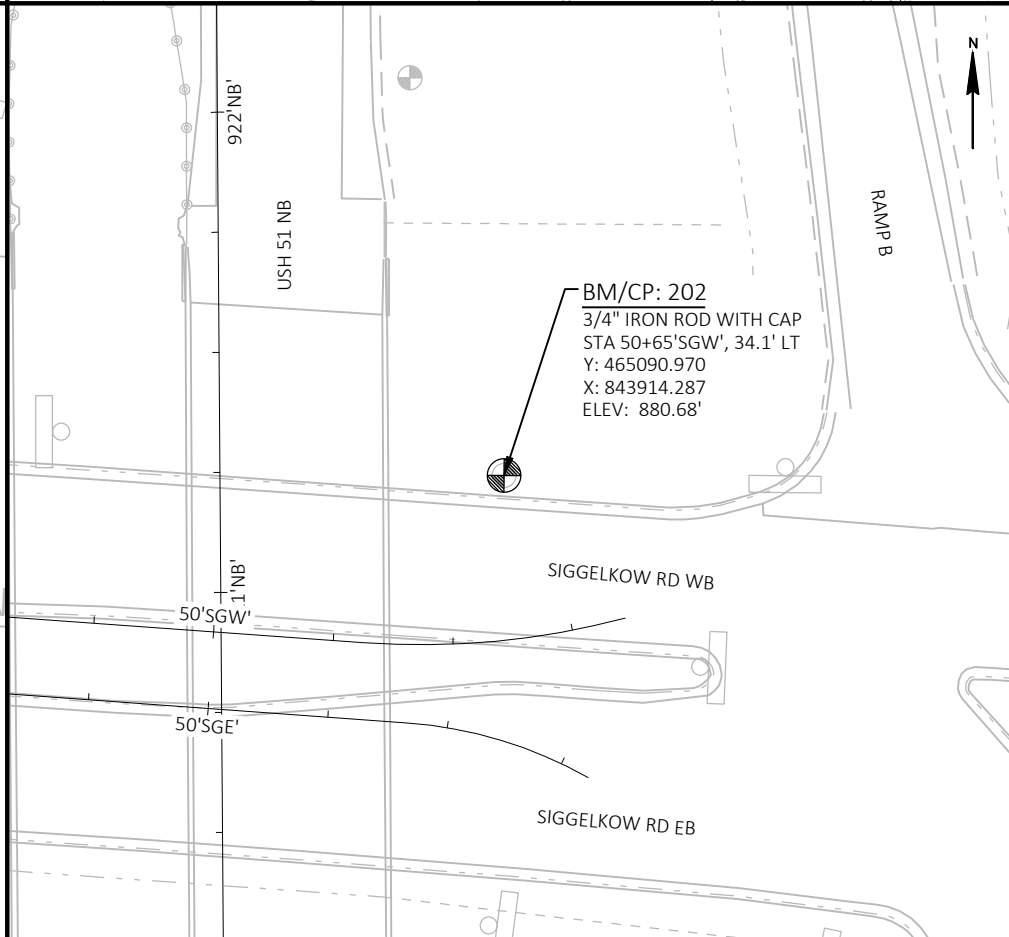 N
922'NB'
USH 51 NB
RAMP B
BM/CP: 202
3/4" IRON ROD WITH CAP
STA 50+65'SGW', 34.1' LT
Y: 465090.970
X: 843914.287
ELEV: 880.68'
SIGGELKOW RD WB
1'NB'
50'SGW'
50'SGE'
SIGGELKOW RD EB